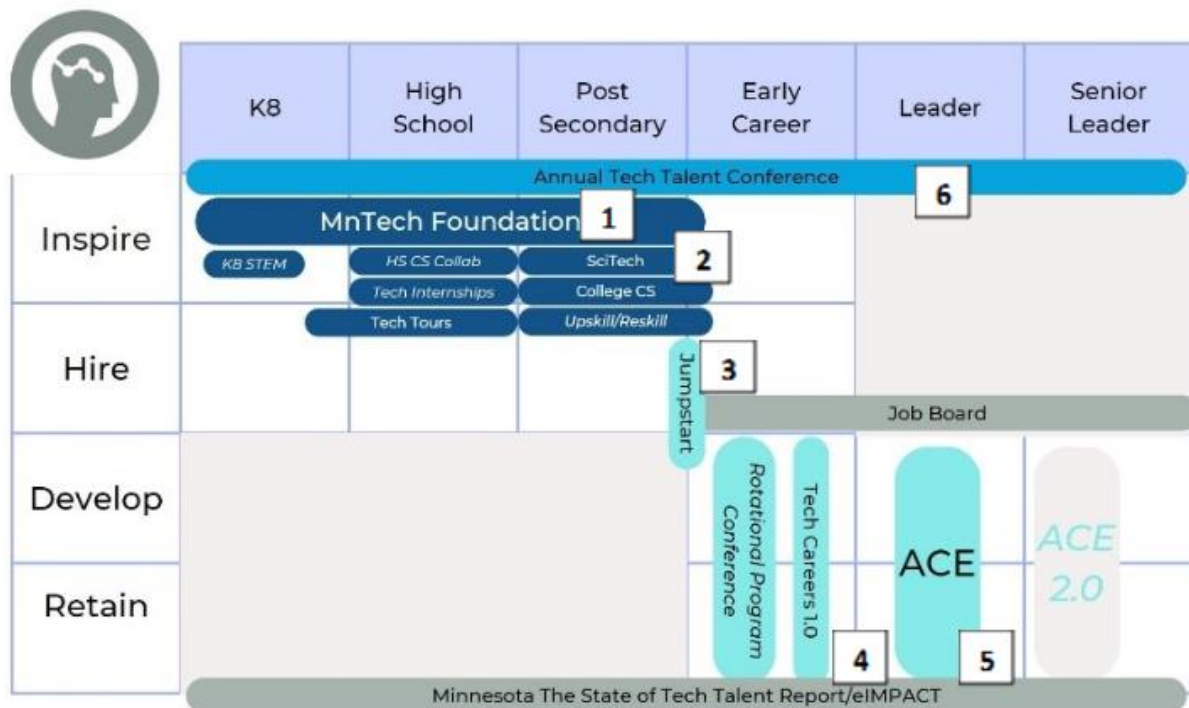 K8
High
School
Post
Secondary
Early
Career
Leader
Senior
Leader
Annual Tech Talent Conference
6
Inspire
MnTech Foundation
1
K8 STEM
HS CS Collab
SciTech
2
Tech Internships
College CS
Tech Tours
Upskill/Reskill
Hire
Jumpstart
3
Job Board
Develop
Retain
Rotational Program
Conference
Tech Careers 1.0
4
ACE
5
ACE
2.0
Minnesota The State of Tech Talent Report/eIMPACT